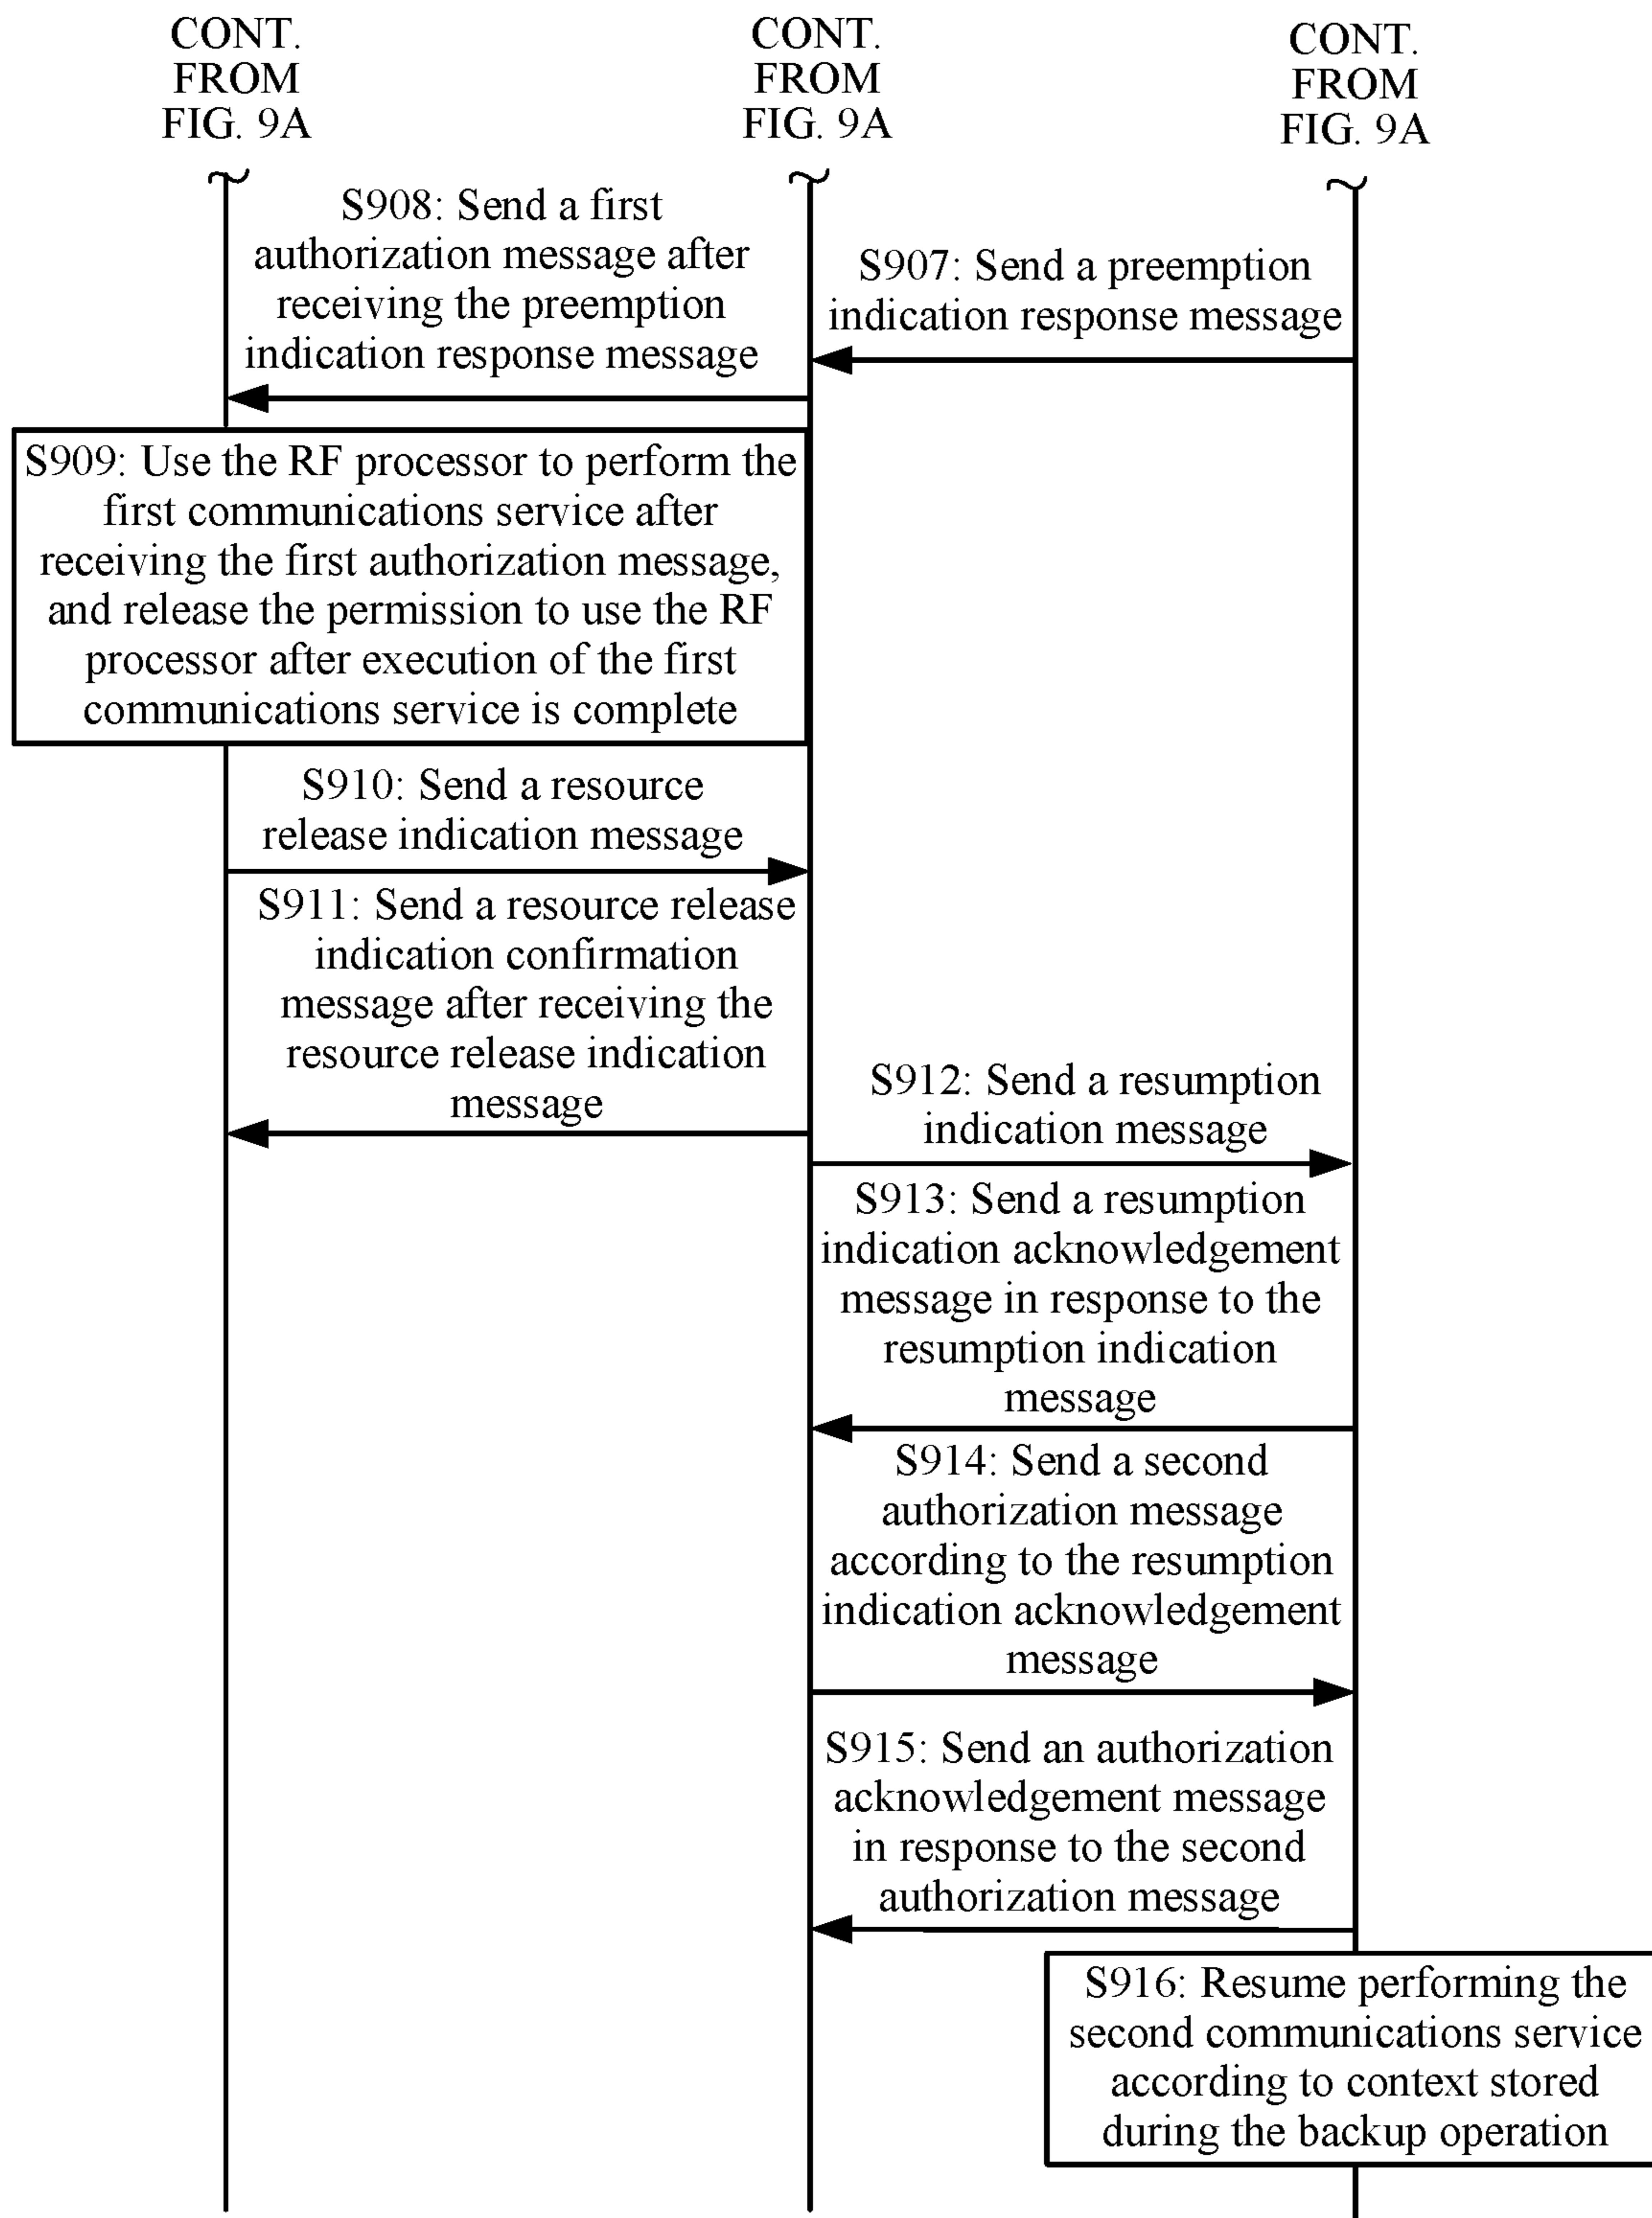 CONT.
FROM
FIG. 9A
CONT.
FROM
FIG. 9A
CONT.
FROM
FIG. 9A
S907: Send a preemption
indication response message
S908: Send a first
authorization message after
receiving the preemption
indication response message
S909: Use the RF processor to perform the
first communications service after
receiving the first authorization message,
and release the permission to use the RF
processor after execution of the first
communications service is complete
S910: Send a resource
release indication message
S911: Send a resource release
indication confirmation
message after receiving the
resource release indication
message
S912: Send a resumption
indication message
S913: Send a resumption
indication acknowledgement
message in response to the
resumption indication
message
S914: Send a second
authorization message
according to the resumption
indication acknowledgement
message
S915: Send an authorization
acknowledgement message
in response to the second
authorization message
S916: Resume performing the
second communications service
according to context stored
during the backup operation